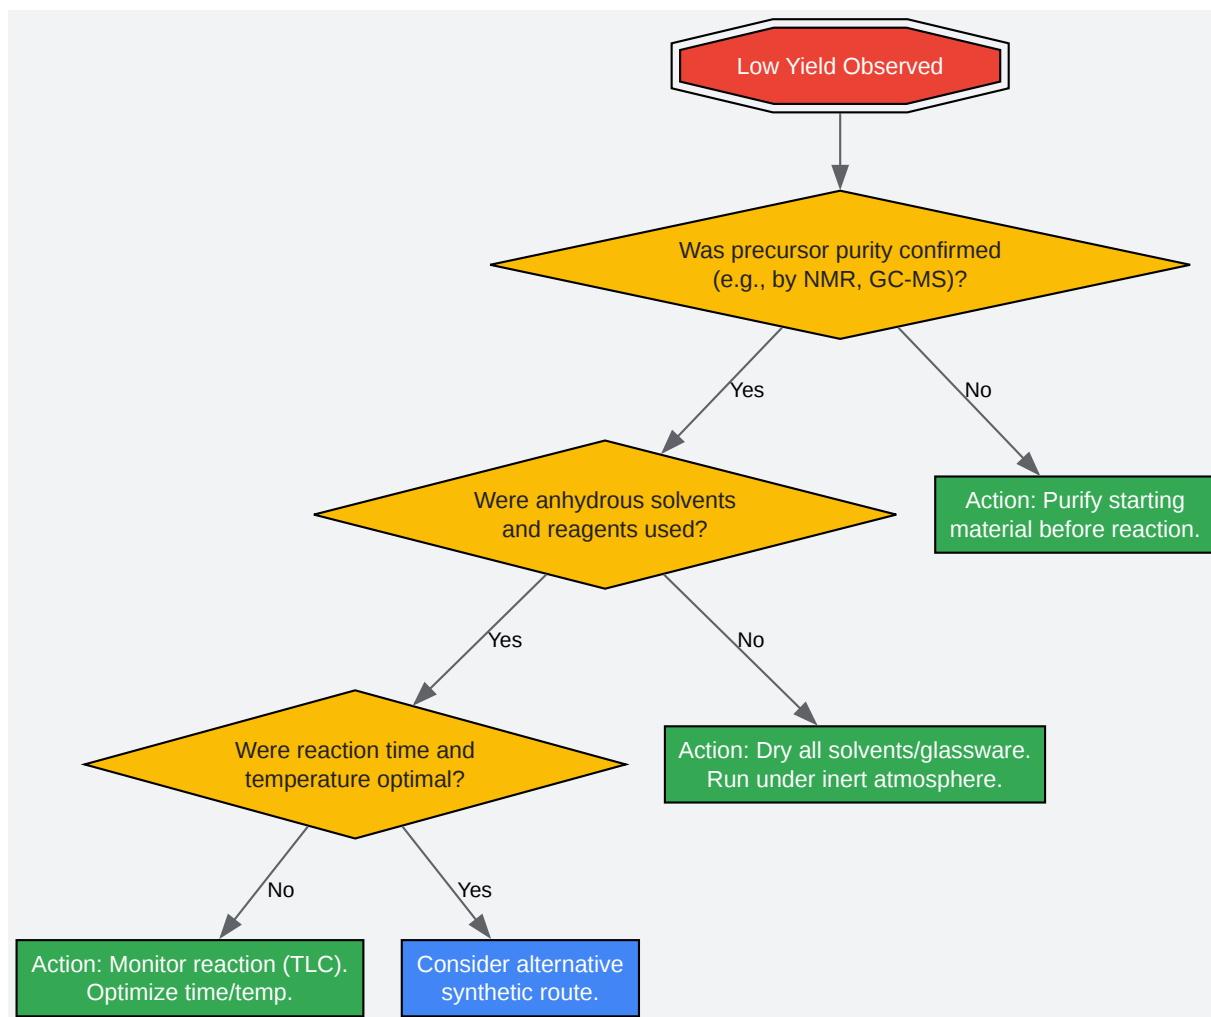 Low Yield Observed
Was precursor purity confirmed
(e.g., by NMR, GC-MS)?
Yes
No
Were anhydrous solvents
and reagents used?
Action: Purify starting
material before reaction.
Yes
No
Were reaction time and
temperature optimal?
Action: Dry all solvents/glassware.
Run under inert atmosphere.
No
Yes
Action: Monitor reaction (TLC).
Optimize time/temp.
Consider alternative
synthetic route.